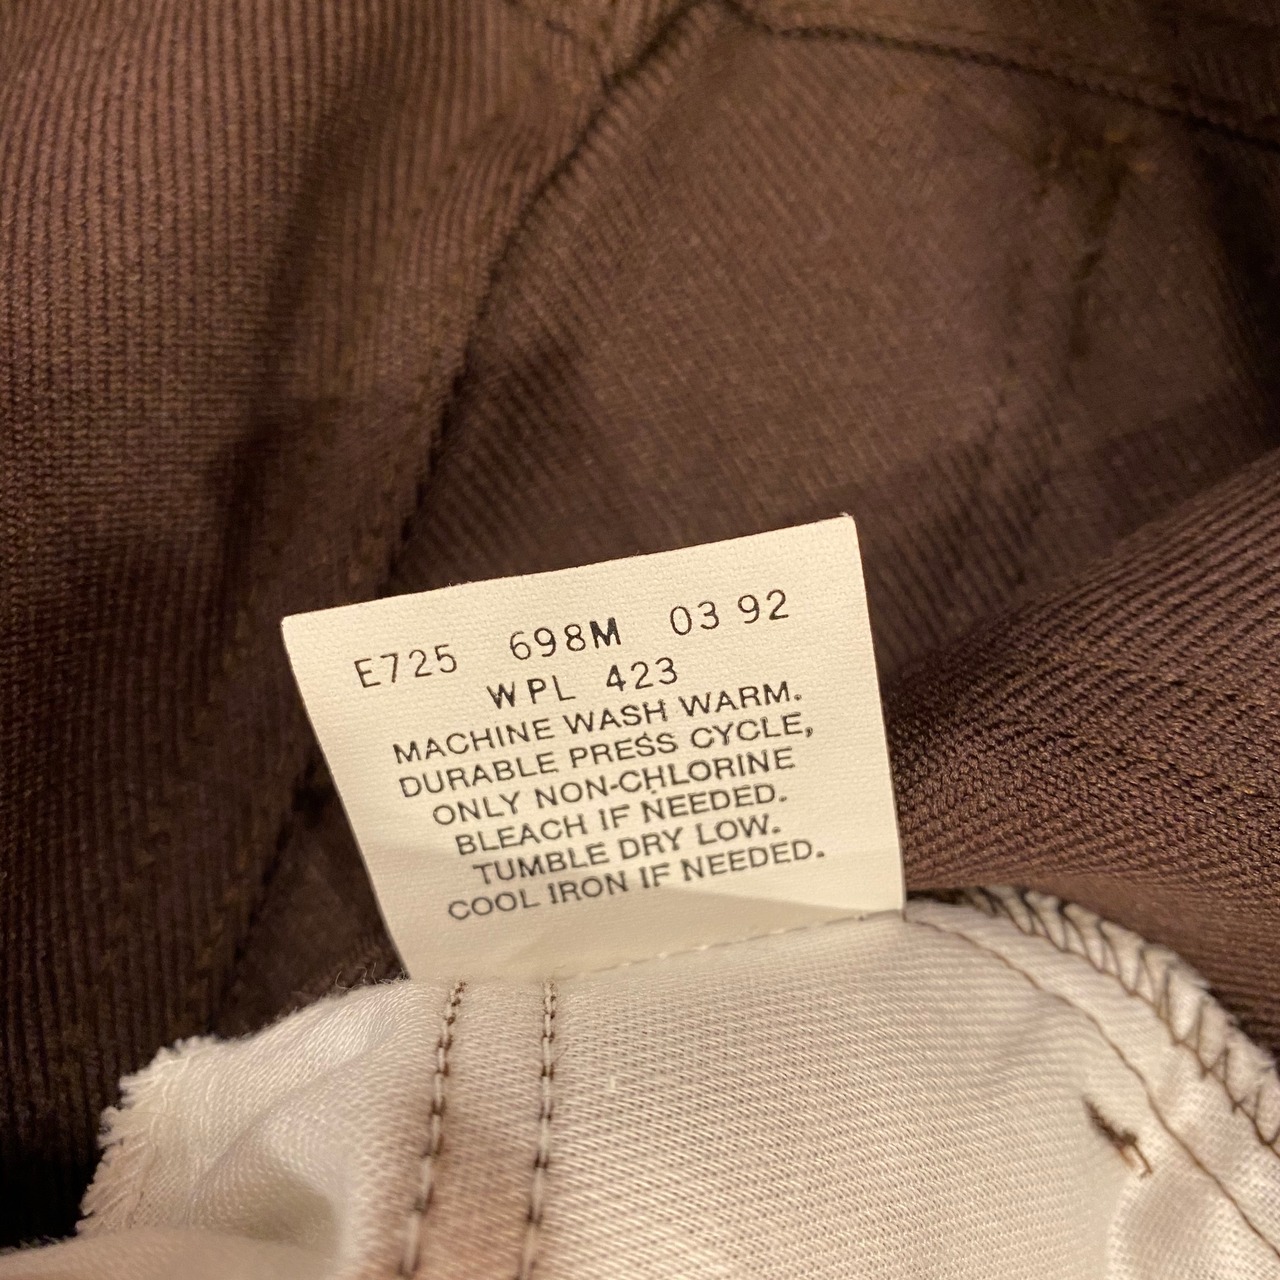 E725 698M 03 92
WPL 423
MACHINE WASH WARM.
DURABLE PRESS CYCLE,
ONLY NON-CHLORINE
BLEACH IF NEEDED.
TUMBLE DRY LOW.
COOL IRON IF NEEDED.